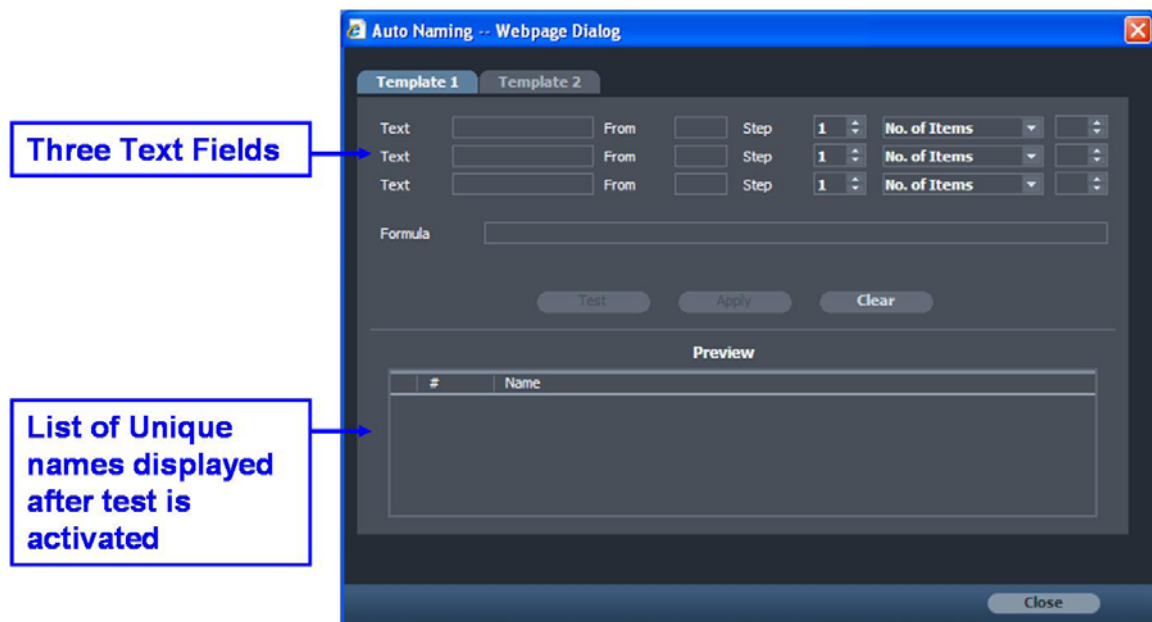 Auto Naming -- Webpage Dialog
Template 1 Template 2
Three Text Fields
Text From Step 1 No. of Items
Text From Step 1 No. of Items
Text From Step 1 No. of Items
Formula
Test Apply Clear
Preview
# Name
List of Unique
names displayed
after test is
activated
Close